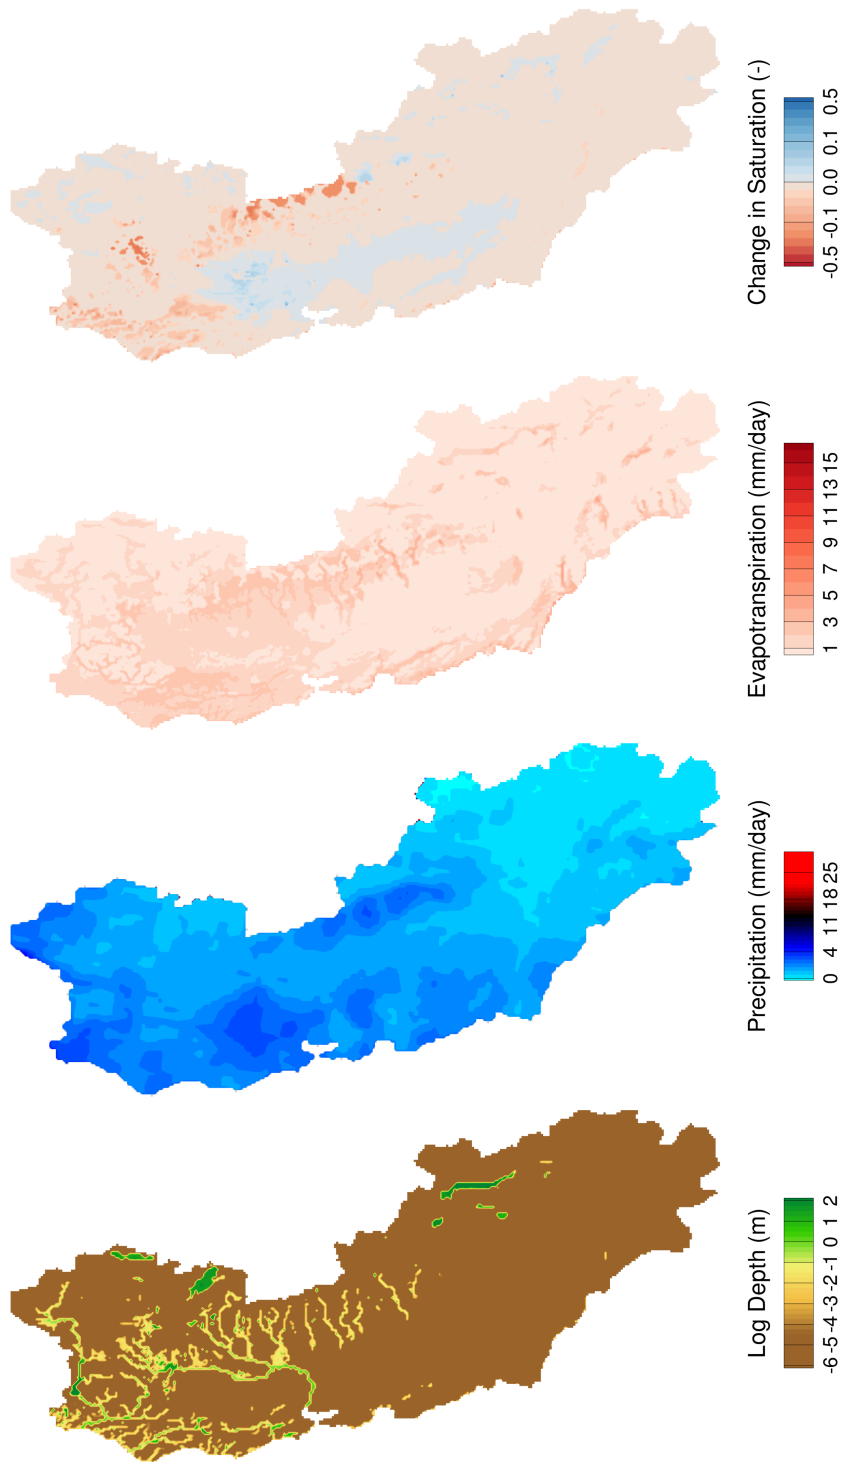 Change in Saturation (-)
-0.5 -0.1 0.0 0.1 0.5
Evapotranspiration (mm/day)
1 3 5 7 9 11 13 15
Precipitation (mm/day)
0 4 11 18 25
Log Depth (m)
-6 -5 -4 -3 -2 -1 0 1 2